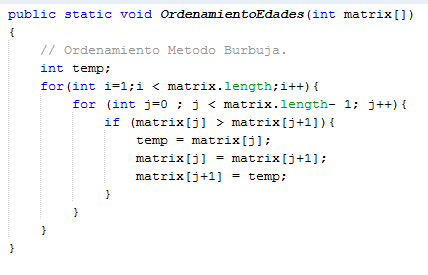 public static void OrdenamientoEdades(int matrix[])
{
// Ordenamiento Metodo Burbuja.
int temp;
for(int i=1;i < matrix.length;i++){
for (int j=0 ; j < matrix.length- 1; j++){
if (matrix[j] > matrix[j+1]){
temp = matrix[j];
matrix[j] = matrix[j+1];
matrix[j+1] = temp;
}
}
}
}